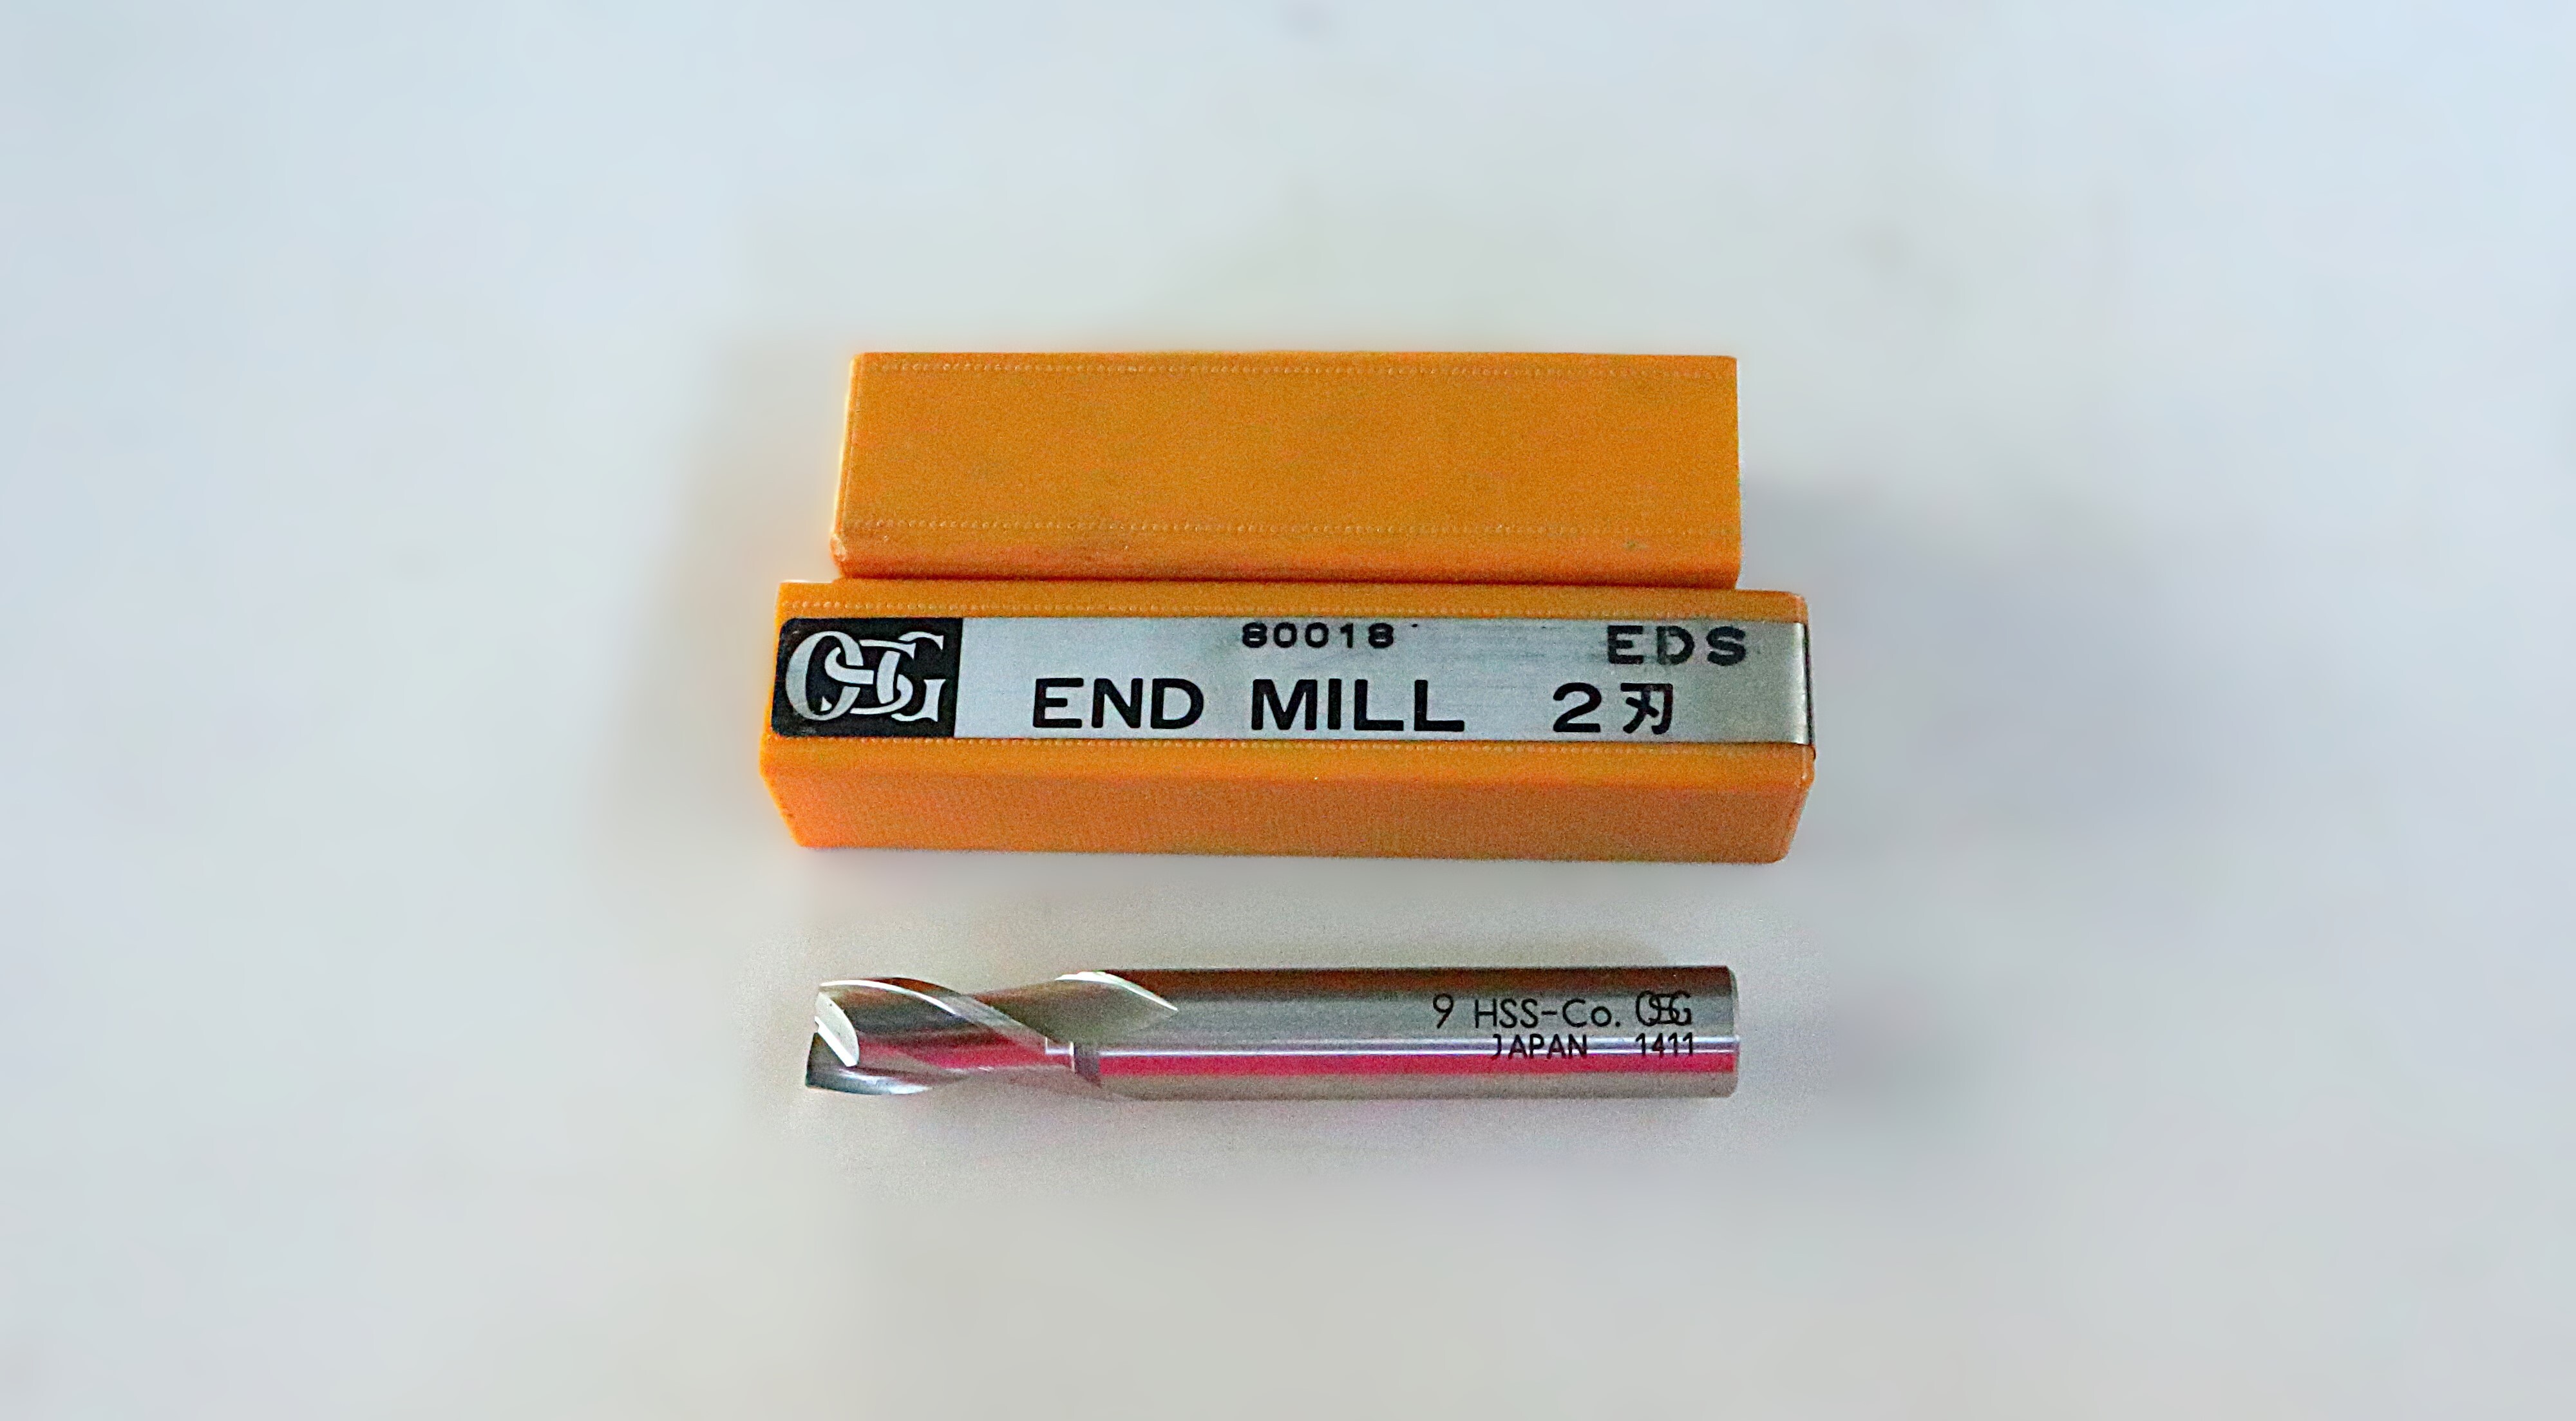 80018 EDS
OSG END MILL 2刃
9 HSS-Co. OSG
JAPAN 1411